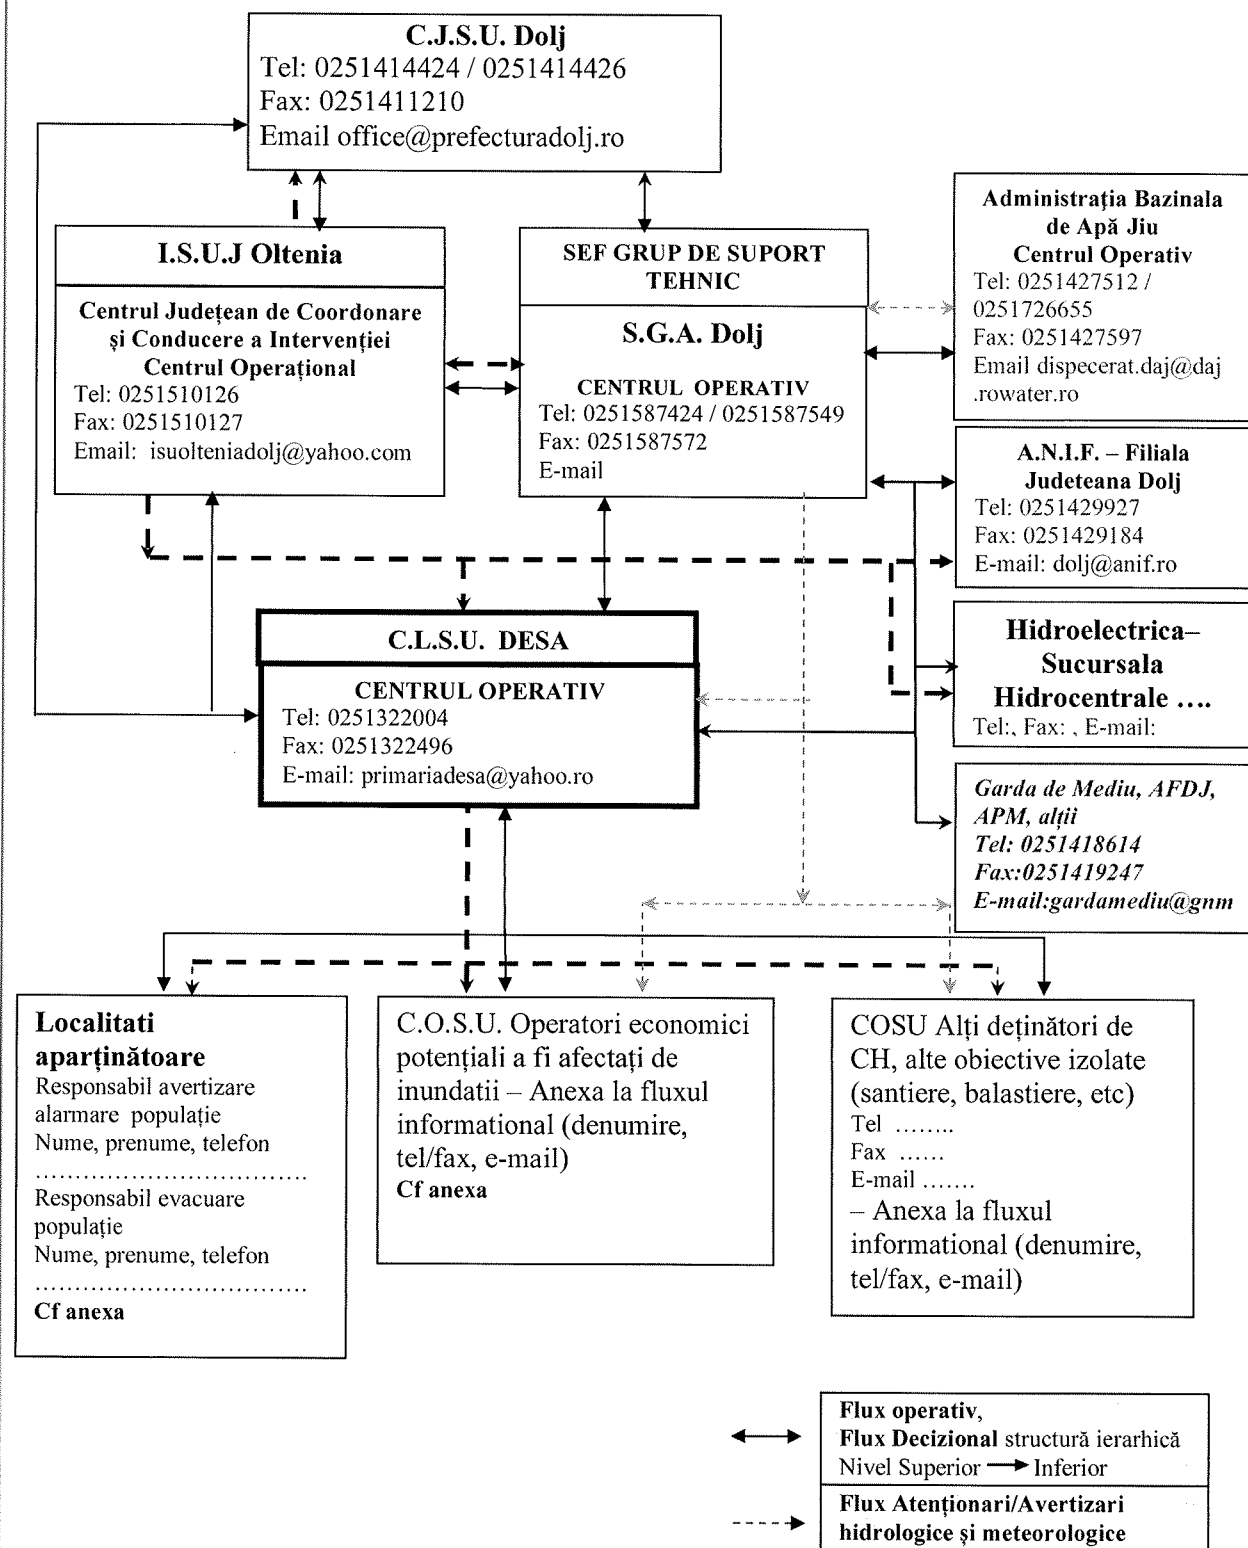 C.J.S.U. Dolj
Tel: 0251414424 / 0251414426
Fax: 0251411210
Email office@prefecturadolj.ro
I.S.U.J Oltenia
Centrul Județean de Coordonare
și Conducere a Intervenției
Centrul Operațional
Tel: 0251510126
Fax: 0251510127
Email: isuolteniadolj@yahoo.com
SEF GRUP DE SUPORT
TEHNIC
S.G.A. Dolj
CENTRUL OPERATIV
Tel: 0251587424 / 0251587549
Fax: 0251587572
E-mail
Administrația Bazinala
de Apă Jiu
Centrul Operativ
Tel: 0251427512 /
0251726655
Fax: 0251427597
Email dispecerat.daj@daj
.rowater.ro
A.N.I.F. – Filiala
Judeteana Dolj
Tel: 0251429927
Fax: 0251429184
E-mail: dolj@anif.ro
Hidroelectrica–
Sucursala
Hidrocentrale ….
Tel:, Fax: , E-mail:
Garda de Mediu, AFDJ,
APM, alții
Tel: 0251418614
Fax:0251419247
E-mail:gardamediu@gnm
C.L.S.U. DESA
CENTRUL OPERATIV
Tel: 0251322004
Fax: 0251322496
E-mail: primariadesa@yahoo.ro
Localitati
aparținătoare
Responsabil avertizare
alarmare populație
Nume, prenume, telefon
..................................
Responsabil evacuare
populație
Nume, prenume, telefon
..................................
Cf anexa
C.O.S.U. Operatori economici
potențiali a fi afectați de
inundatii – Anexa la fluxul
informational (denumire,
tel/fax, e-mail)
Cf anexa
COSU Alți deținători de
CH, alte obiective izolate
(santiere, balastiere, etc)
Tel ........
Fax ......
E-mail .......
– Anexa la fluxul
informational (denumire,
tel/fax, e-mail)
Flux operativ,
Flux Decizional structură ierarhică
Nivel Superior → Inferior
Flux Atenționari/Avertizari
hidrologice și meteorologice